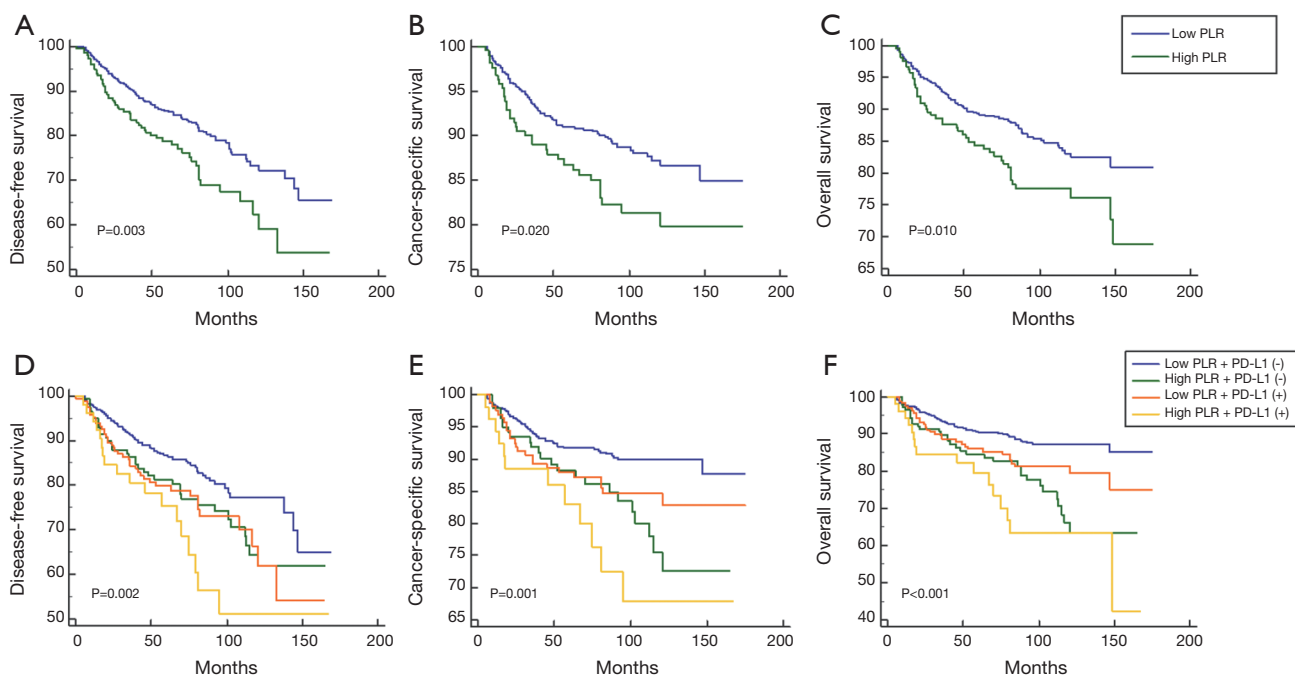 A
Disease-free survival
100
90
80
70
60
50
P=0.003
0 50 100 150 200
Months
B
Cancer-specific survival
100
95
90
85
80
75
P=0.020
0 50 100 150 200
Months
C
Overall survival
100
95
90
85
80
75
70
65
P=0.010
0 50 100 150 200
Months
Low PLR
High PLR
D
Disease-free survival
100
90
80
70
60
50
P=0.002
0 50 100 150 200
Months
E
Cancer-specific survival
100
95
90
85
80
75
70
65
P=0.001
0 50 100 150 200
Months
F
Overall survival
100
90
80
70
60
50
40
P<0.001
0 50 100 150 200
Months
Low PLR + PD-L1 (-)
High PLR + PD-L1 (-)
Low PLR + PD-L1 (+)
High PLR + PD-L1 (+)